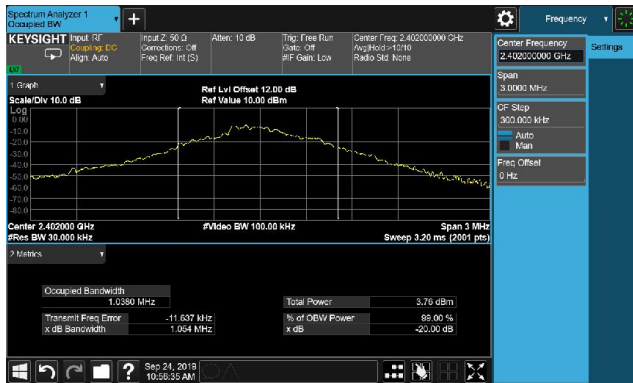 Spectrum Analyzer 1
Occupied BW
Frequency
KEYSIGHT
Input: RF
Coupling: DC
Align: Auto
Input Z: 50 Ω
Corrections: Off
Freq Ref: Int (S)
Atten: 10 dB
Trig: Free Run
Gate: Off
#IF Gain: Low
Center Freq: 2.402000000 GHz
Avg|Hold:>10/10
Radio Std: None
Center Frequency
2.402000000 GHz
Settings
Span
3.0000 MHz
CF Step
300.000 kHz
Auto
Man
Freq Offset
0 Hz
1 Graph
Scale/Div 10.0 dB
Ref Lvl Offset 12.00 dB
Ref Value 10.00 dBm
Log
0.00
-10.0
-20.0
-30.0
-40.0
-50.0
-60.0
-70.0
-80.0
Center 2.402000 GHz
#Res BW 30.000 kHz
#Video BW 100.00 kHz
Span 3 MHz
Sweep 3.20 ms (2001 pts)
2 Metrics
Occupied Bandwidth
1.0380 MHz
Total Power 3.76 dBm
Transmit Freq Error -11.637 kHz
% of OBW Power 99.00 %
x dB Bandwidth 1.054 MHz
x dB -20.00 dB
?
Sep 24, 2019
10:56:35 AM